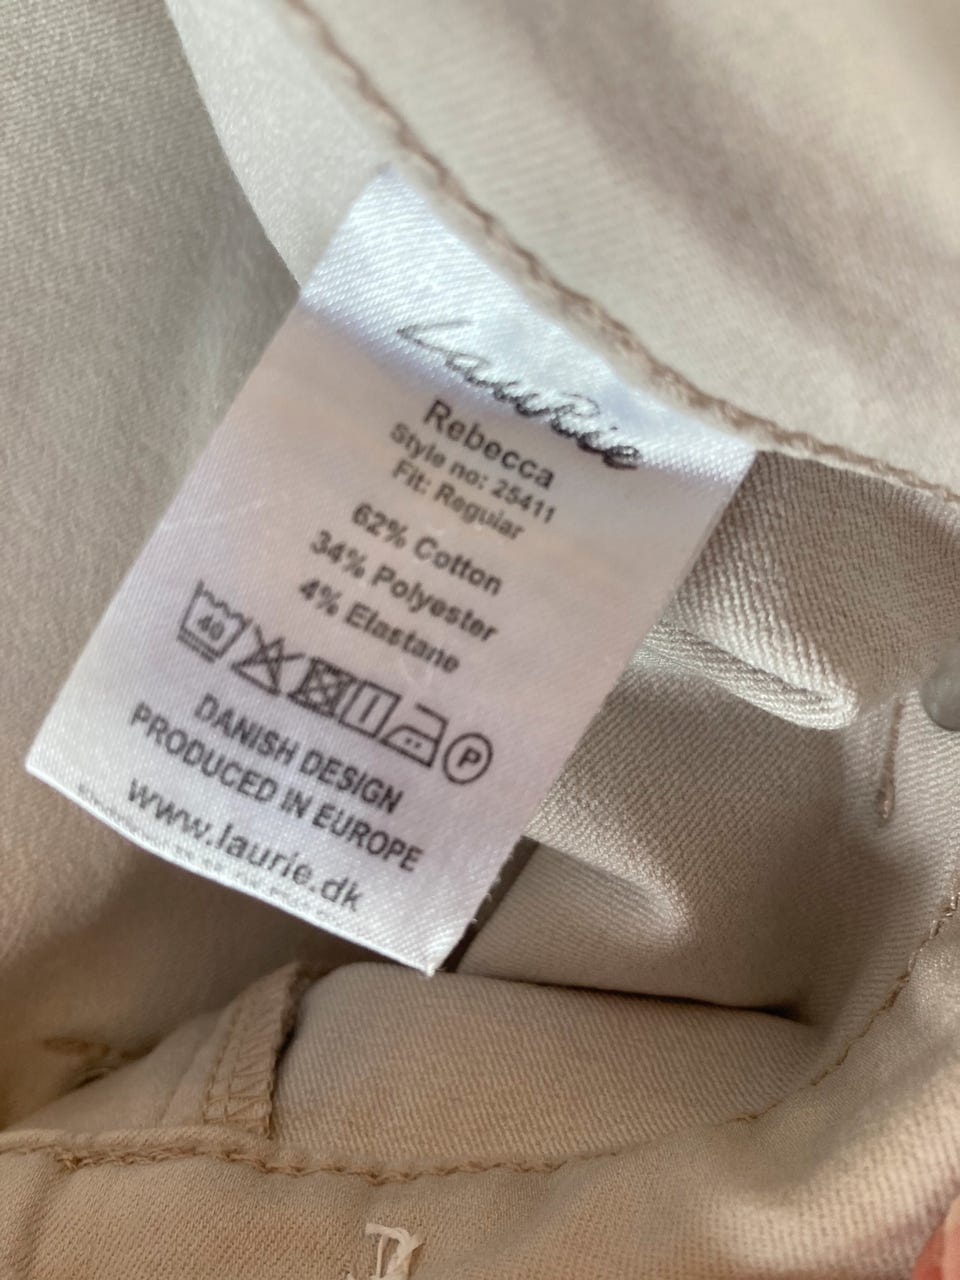 LauRie
Rebecca
Style no: 25411
Fit: Regular
62% Cotton
34% Polyester
4% Elastane
40 P
DANISH DESIGN
PRODUCED IN EUROPE
www.laurie.dk